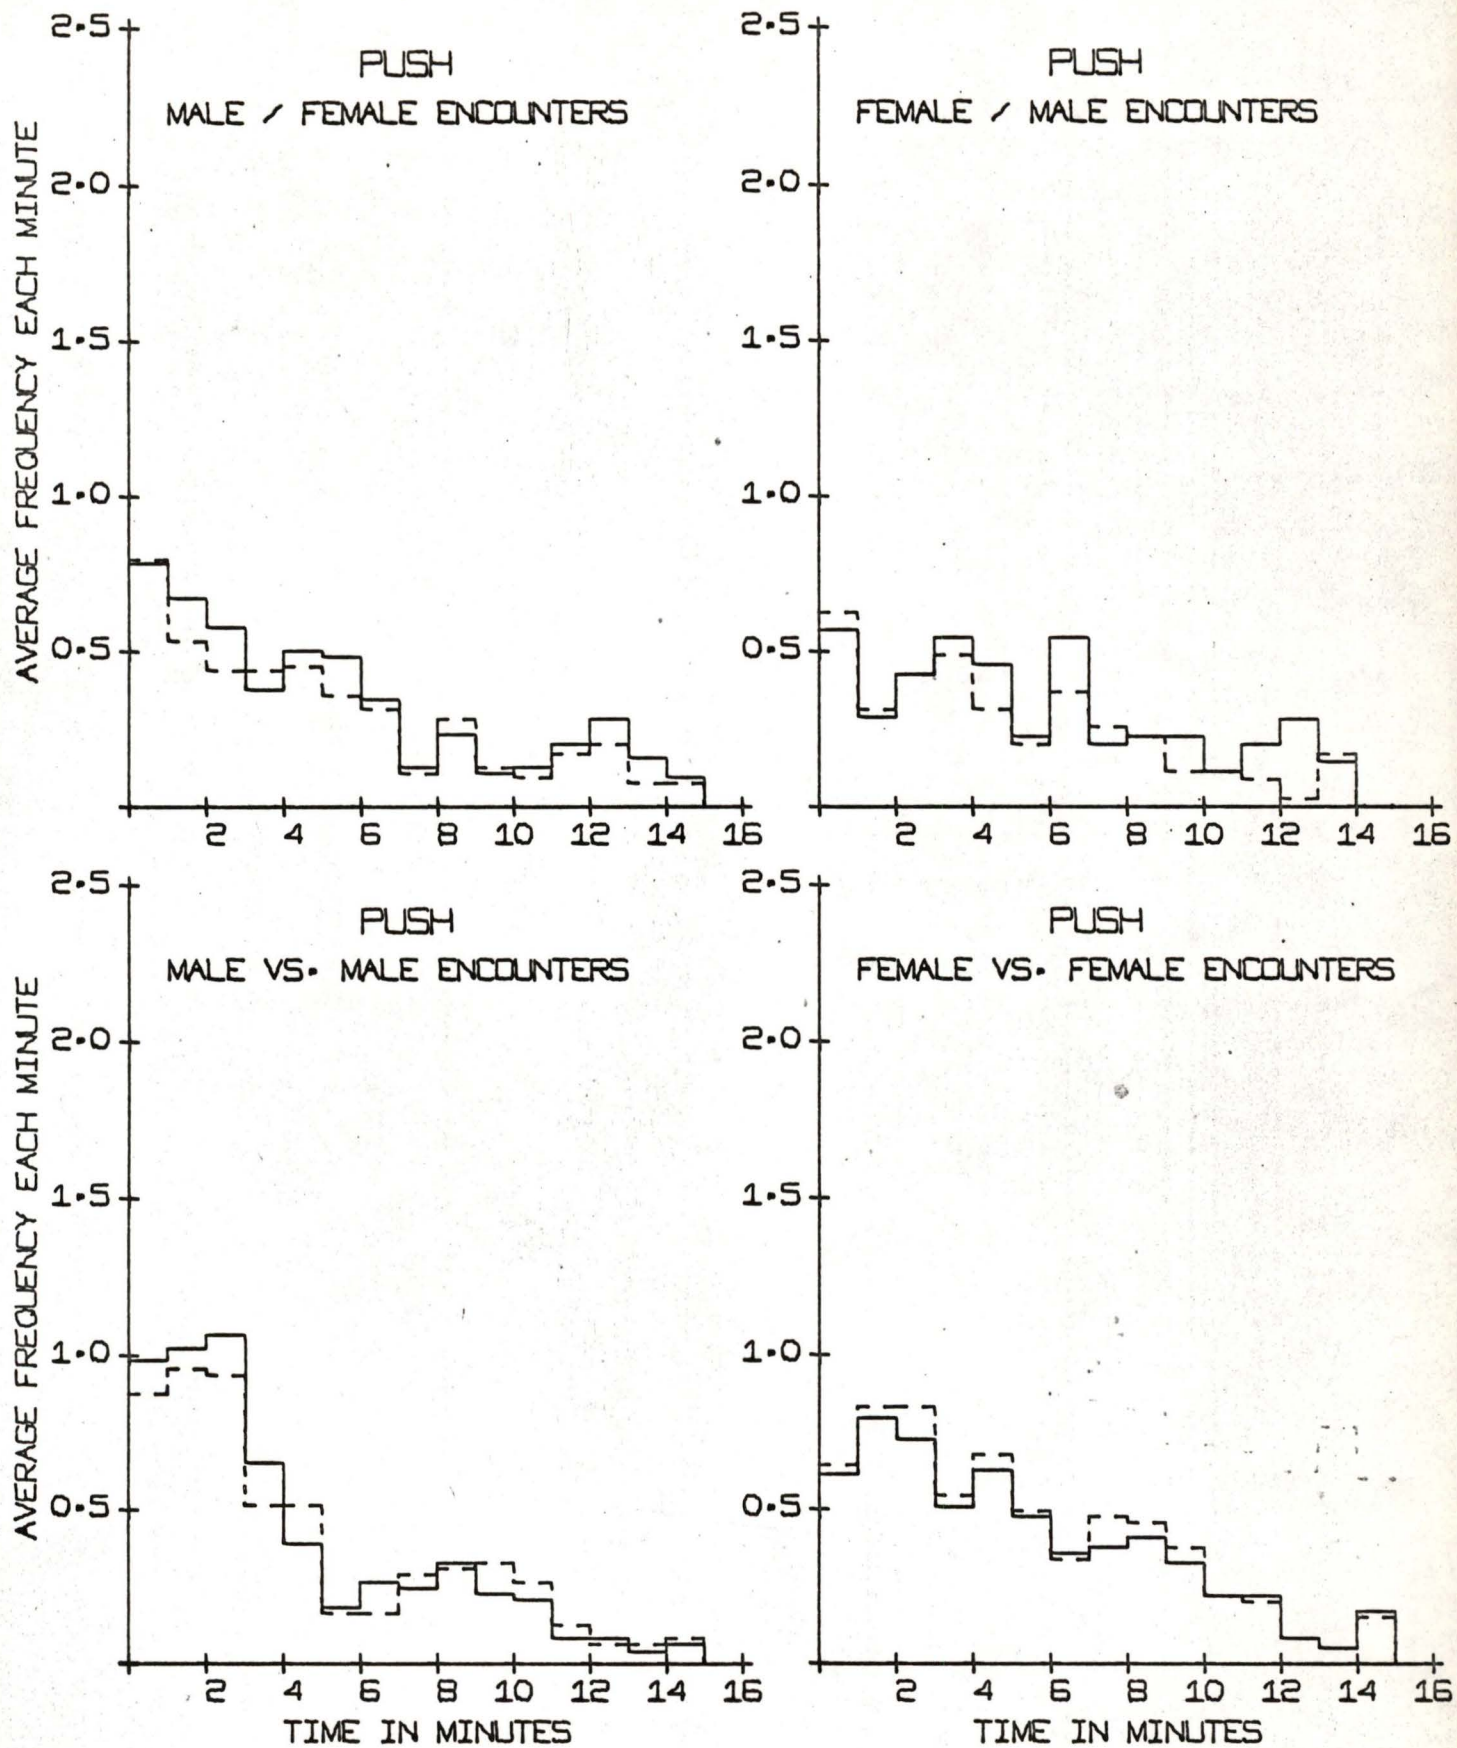 PUSH
MALE / FEMALE ENCOUNTERS
AVERAGE FREQUENCY EACH MINUTE
2.5
2.0
1.5
1.0
0.5
2 4 6 8 10 12 14 16
PUSH
FEMALE / MALE ENCOUNTERS
2.5
2.0
1.5
1.0
0.5
2 4 6 8 10 12 14 16
PUSH
MALE VS. MALE ENCOUNTERS
AVERAGE FREQUENCY EACH MINUTE
2.5
2.0
1.5
1.0
0.5
2 4 6 8 10 12 14 16
TIME IN MINUTES
PUSH
FEMALE VS. FEMALE ENCOUNTERS
2.5
2.0
1.5
1.0
0.5
2 4 6 8 10 12 14 16
TIME IN MINUTES